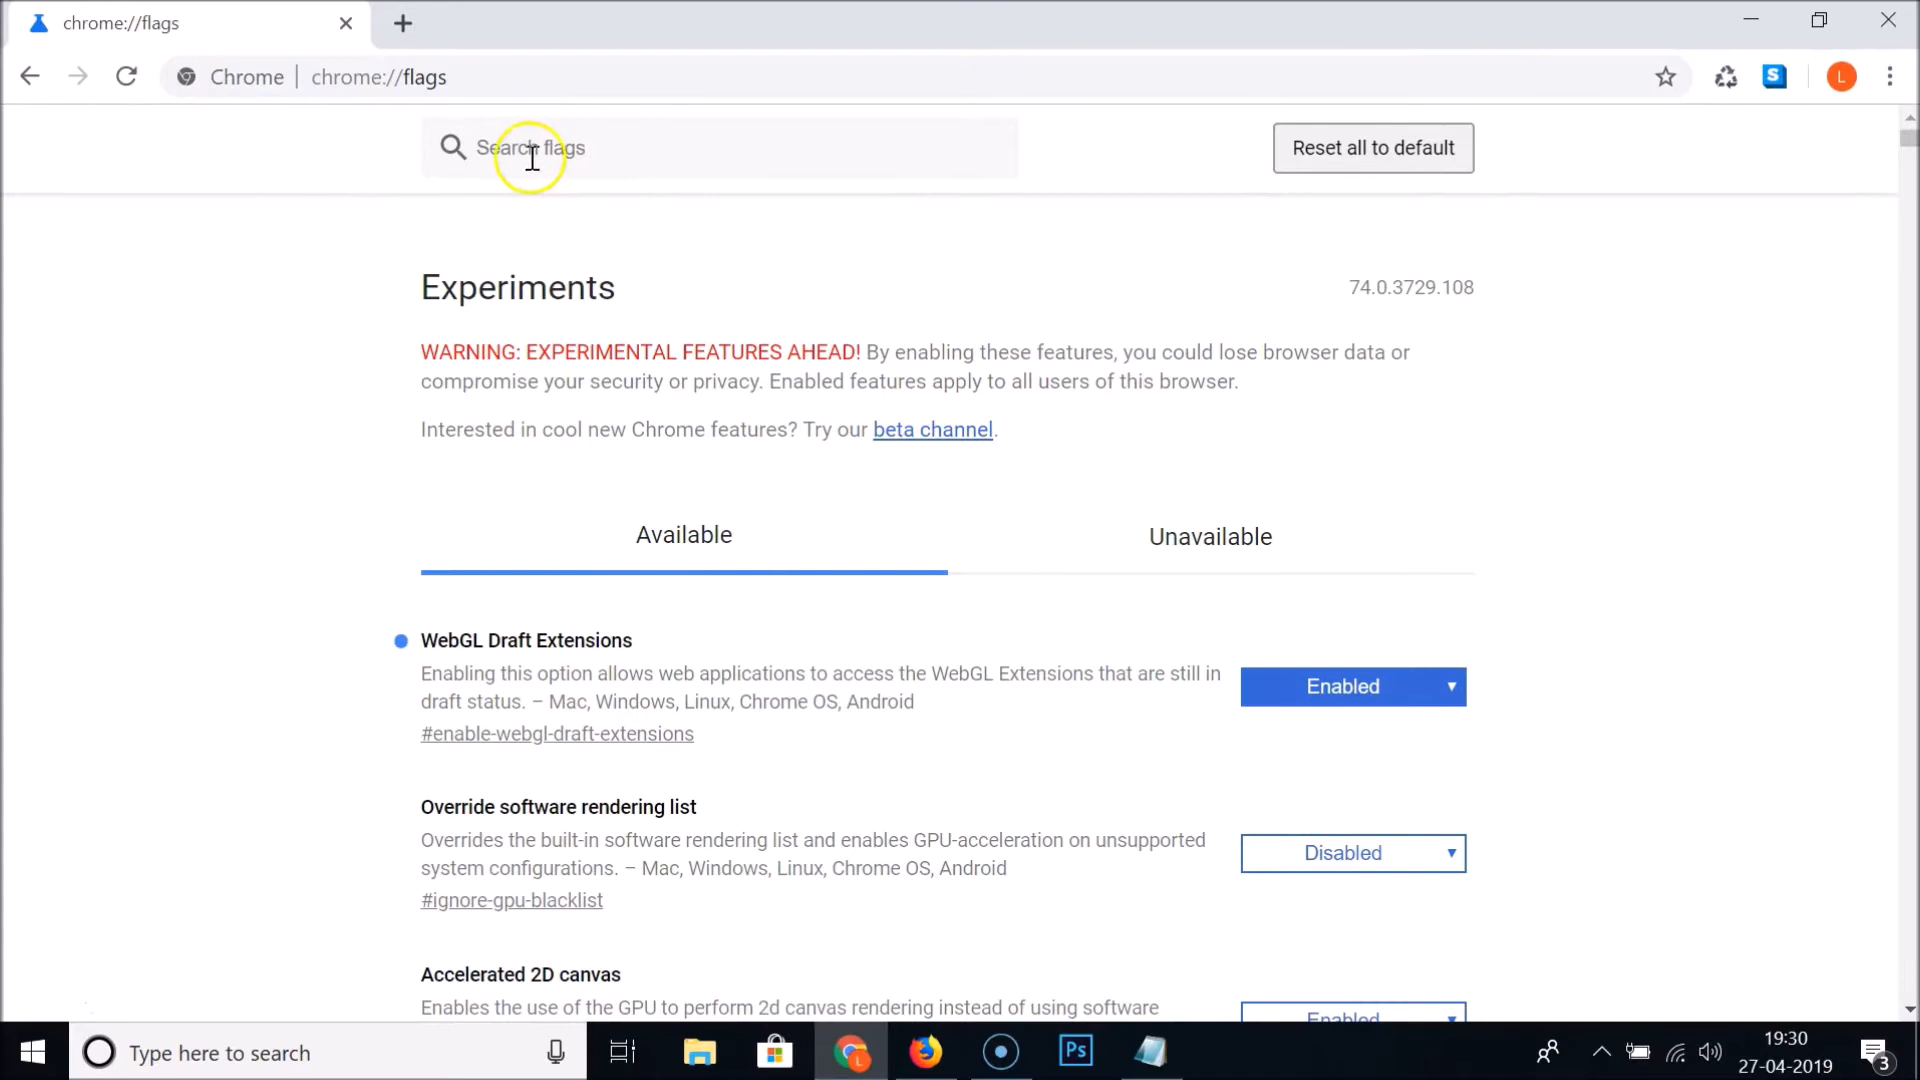 chrome://flags
Chrome | chrome://flags
S
L
Search flags
Reset all to default
Experiments
74.0.3729.108
WARNING: EXPERIMENTAL FEATURES AHEAD! By enabling these features, you could lose browser data or
compromise your security or privacy. Enabled features apply to all users of this browser.
Interested in cool new Chrome features? Try our beta channel.
Available
Unavailable
WebGL Draft Extensions
Enabling this option allows web applications to access the WebGL Extensions that are still in
draft status. – Mac, Windows, Linux, Chrome OS, Android
#enable-webgl-draft-extensions
Enabled
Override software rendering list
Overrides the built-in software rendering list and enables GPU-acceleration on unsupported
system configurations. – Mac, Windows, Linux, Chrome OS, Android
#ignore-gpu-blacklist
Disabled
Accelerated 2D canvas
Enables the use of the GPU to perform 2d canvas rendering instead of using software
Enabled
Type here to search
L
Ps
19:30
27-04-2019
3